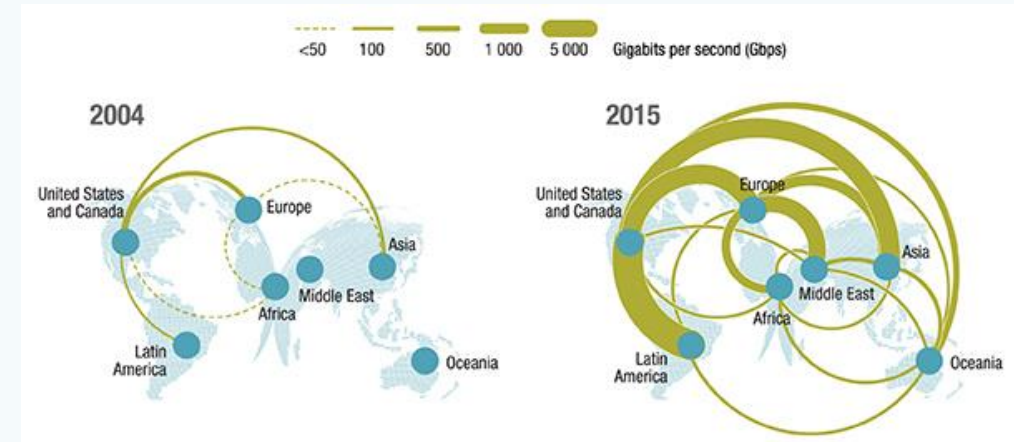 <50 100 500 1 000 5 000 Gigabits per second (Gbps)
2004
United States
and Canada
Europe
Asia
Middle East
Africa
Latin
America
Oceania
2015
United States
and Canada
Europe
Asia
Middle East
Africa
Latin
America
Oceania